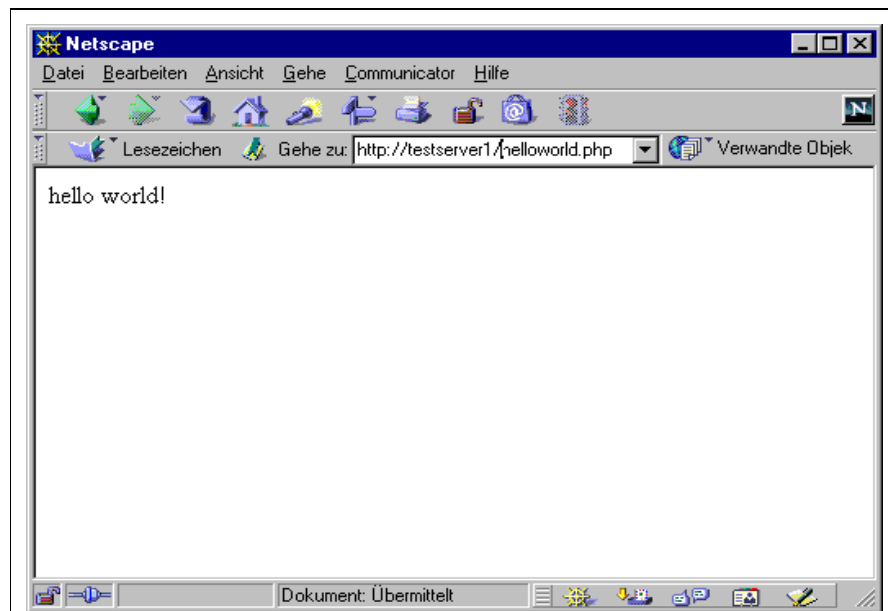 Netscape
Datei Bearbeiten Ansicht Gehe Communicator Hilfe
N
Lesezeichen Gehe zu: http://testserver1/helloworld.php Verwandte Objek
hello world!
Dokument: Übermittelt